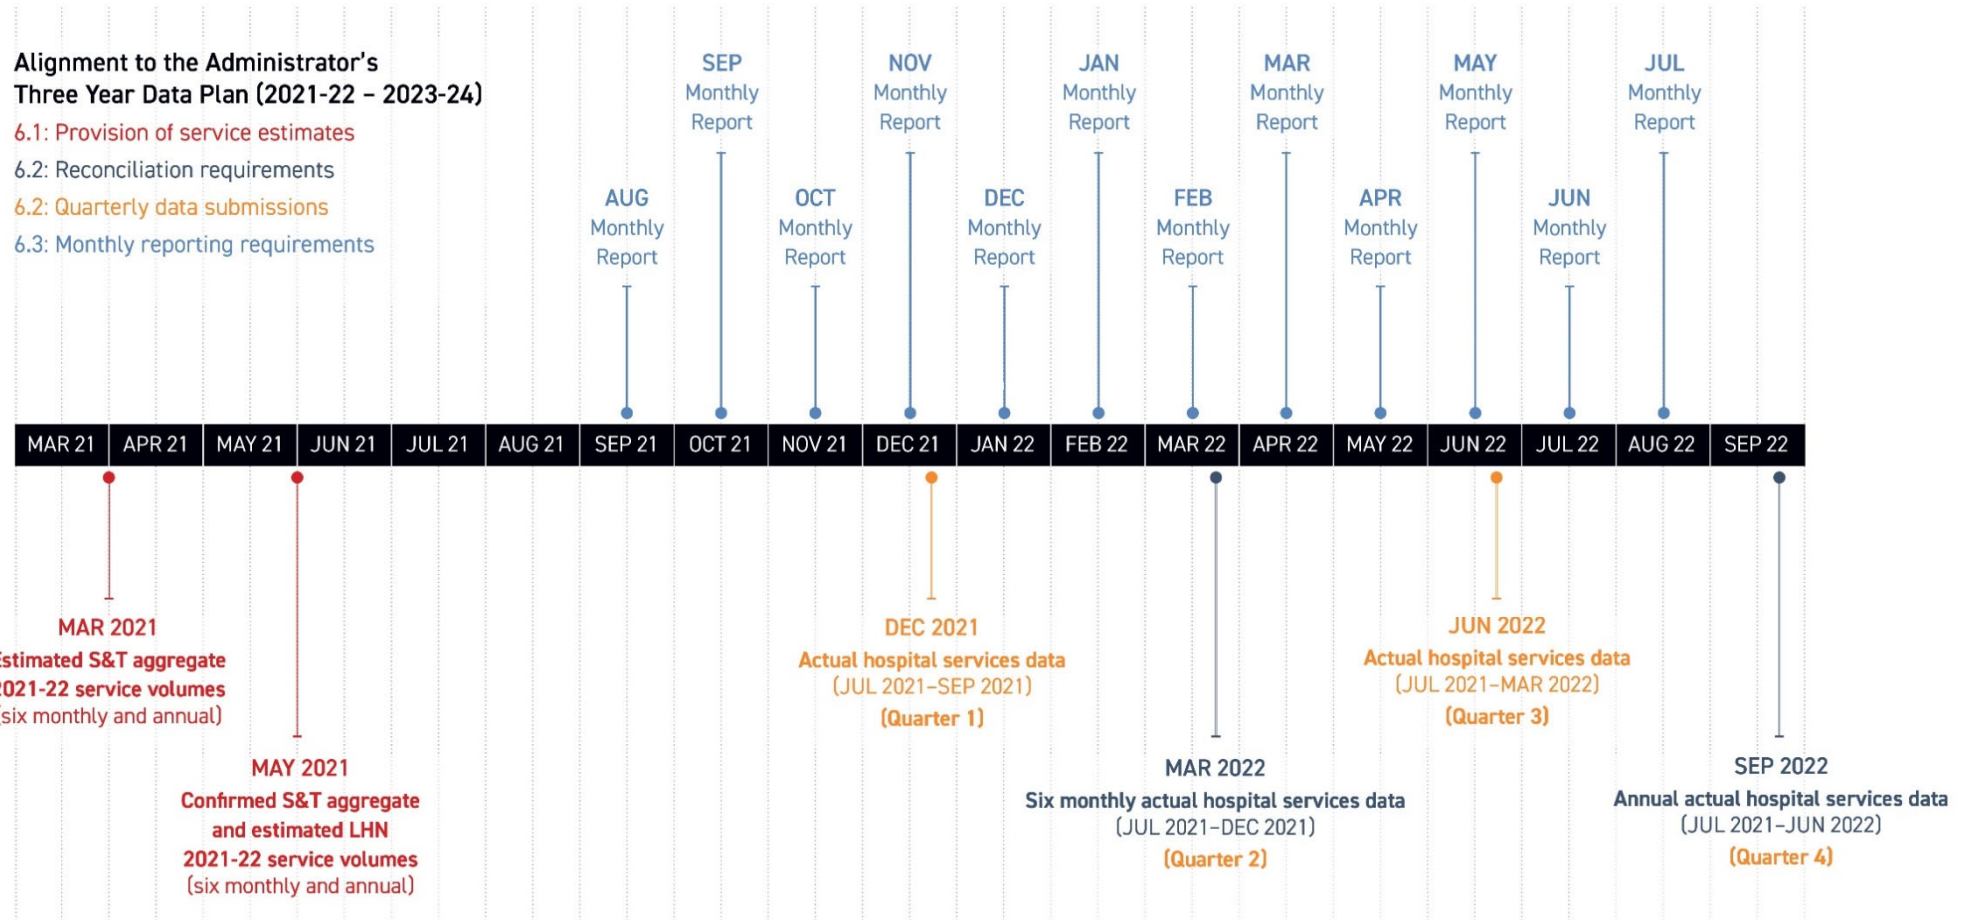 Alignment to the Administrator's
Three Year Data Plan (2021-22 – 2023-24)
6.1: Provision of service estimates
6.2: Reconciliation requirements
6.2: Quarterly data submissions
6.3: Monthly reporting requirements
SEP
Monthly
Report
NOV
Monthly
Report
JAN
Monthly
Report
MAR
Monthly
Report
MAY
Monthly
Report
JUL
Monthly
Report
AUG
Monthly
Report
OCT
Monthly
Report
DEC
Monthly
Report
FEB
Monthly
Report
APR
Monthly
Report
JUN
Monthly
Report
MAR 21 APR 21 MAY 21 JUN 21 JUL 21 AUG 21 SEP 21 OCT 21 NOV 21 DEC 21 JAN 22 FEB 22 MAR 22 APR 22 MAY 22 JUN 22 JUL 22 AUG 22 SEP 22
MAR 2021
Estimated S&T aggregate
2021-22 service volumes
(six monthly and annual)
MAY 2021
Confirmed S&T aggregate
and estimated LHN
2021-22 service volumes
(six monthly and annual)
DEC 2021
Actual hospital services data
(JUL 2021–SEP 2021)
(Quarter 1)
MAR 2022
Six monthly actual hospital services data
(JUL 2021–DEC 2021)
(Quarter 2)
JUN 2022
Actual hospital services data
(JUL 2021–MAR 2022)
(Quarter 3)
SEP 2022
Annual actual hospital services data
(JUL 2021–JUN 2022)
(Quarter 4)